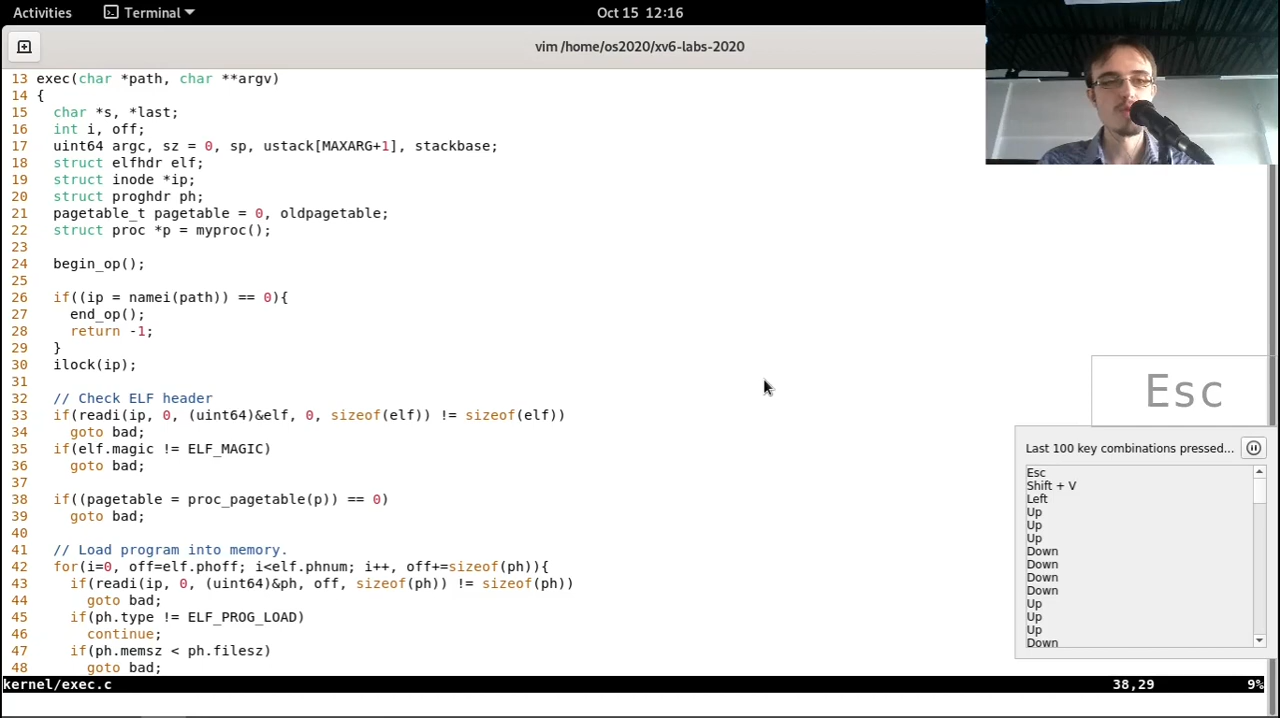 Activities
Terminal
Oct 15 12:16
vim /home/os2020/xv6-labs-2020
13 exec(char *path, char **argv)
14 {
15   char *s, *last;
16   int i, off;
17   uint64 argc, sz = 0, sp, ustack[MAXARG+1], stackbase;
18   struct elfhdr elf;
19   struct inode *ip;
20   struct proghdr ph;
21   pagetable_t pagetable = 0, oldpagetable;
22   struct proc *p = myproc();
23
24   begin_op();
25
26   if((ip = namei(path)) == 0){
27     end_op();
28     return -1;
29   }
30   ilock(ip);
31
32   // Check ELF header
33   if(readi(ip, 0, (uint64)&elf, 0, sizeof(elf)) != sizeof(elf))
34     goto bad;
35   if(elf.magic != ELF_MAGIC)
36     goto bad;
37
38   if((pagetable = proc_pagetable(p)) == 0)
39     goto bad;
40
41   // Load program into memory.
42   for(i=0, off=elf.phoff; i<elf.phnum; i++, off+=sizeof(ph)){
43     if(readi(ip, 0, (uint64)&ph, off, sizeof(ph)) != sizeof(ph))
44       goto bad;
45     if(ph.type != ELF_PROG_LOAD)
46       continue;
47     if(ph.memsz < ph.filesz)
48       goto bad;
kernel/exec.c 38,29 9%
Esc
Last 100 key combinations pressed...
Esc
Shift + V
Left
Up
Up
Up
Down
Down
Down
Down
Up
Up
Up
Down